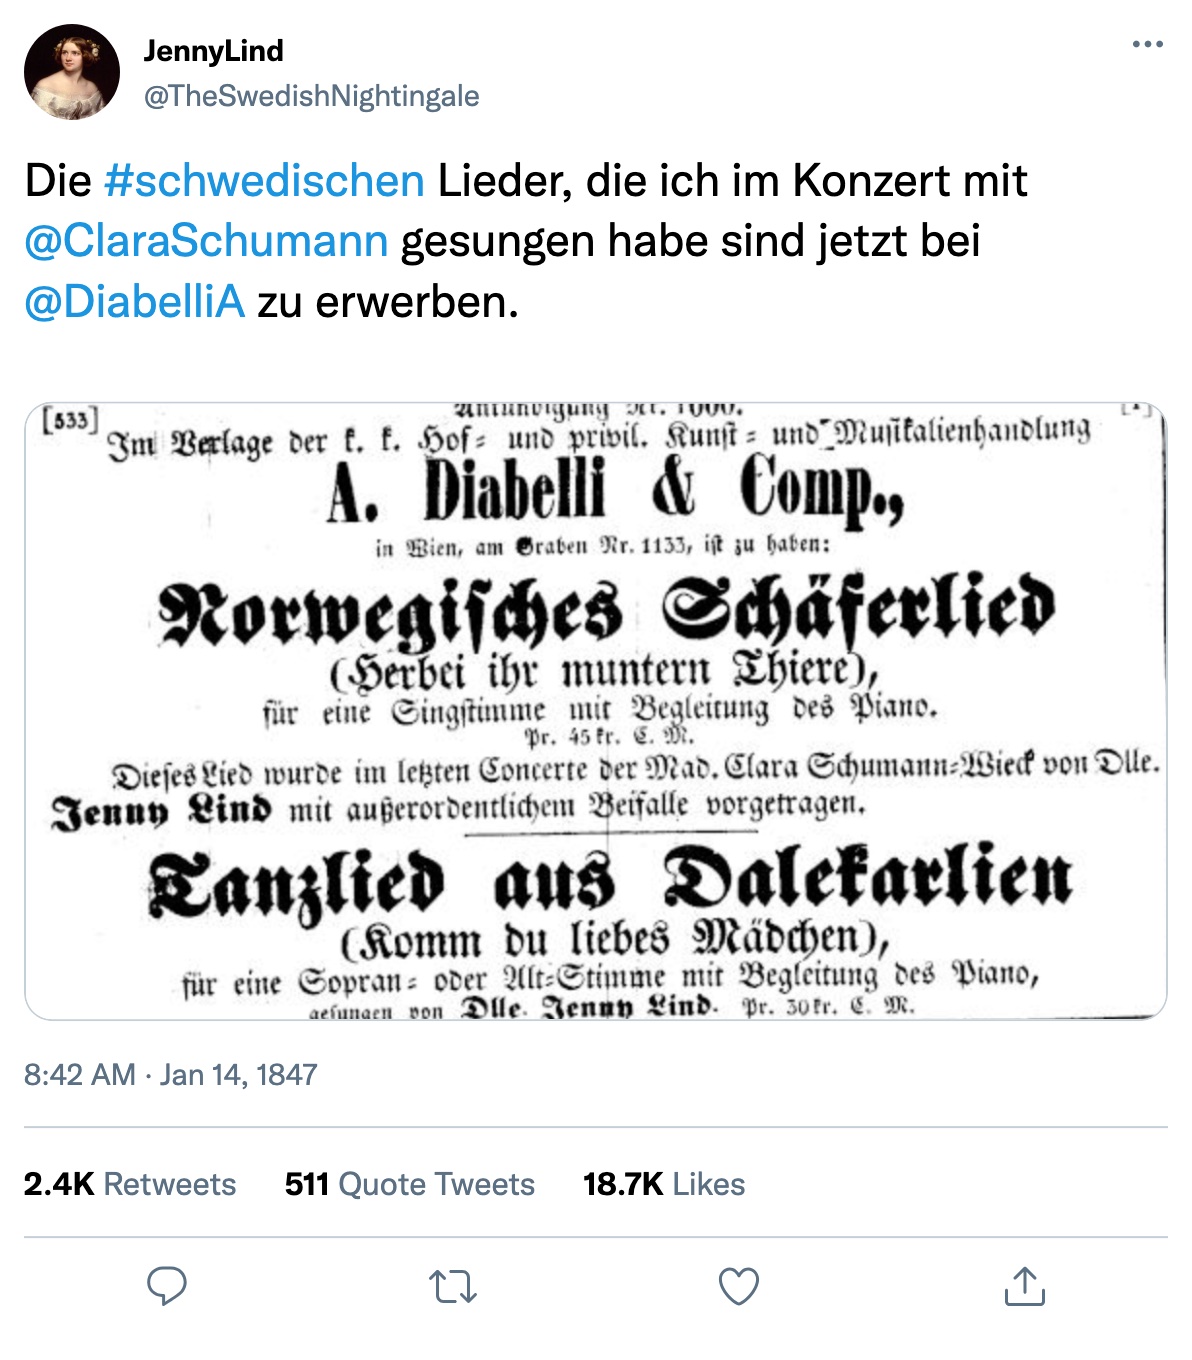 JennyLind
@TheSwedishNightingale
Die #schwedischen Lieder, die ich im Konzert mit
@ClaraSchumann gesungen habe sind jetzt bei
@DiabelliA zu erwerben.
[533]
Im Verlage der k. k. Hof- und privil. Kunst- und Musikalienhandlung
A. Diabelli & Comp.,
in Wien, am Graben Nr. 1133, ist zu haben:
Norwegisches Schäferlied
(Herbei ihr muntern Thiere),
für eine Singstimme mit Begleitung des Piano.
Pr. 45 kr. C. M.
Dieses Lied wurde im letzten Concerte der Mad. Clara Schumann-Wieck von Dlle.
Jenny Lind mit außerordentlichem Beifalle vorgetragen.
Tanzlied aus Dalekarlien
(Komm du liebes Mädchen),
für eine Sopran- oder Alt-Stimme mit Begleitung des Piano,
gesungen von Dlle. Jenny Lind. Pr. 30 kr. C. M.
8:42 AM · Jan 14, 1847
2.4K Retweets 511 Quote Tweets 18.7K Likes